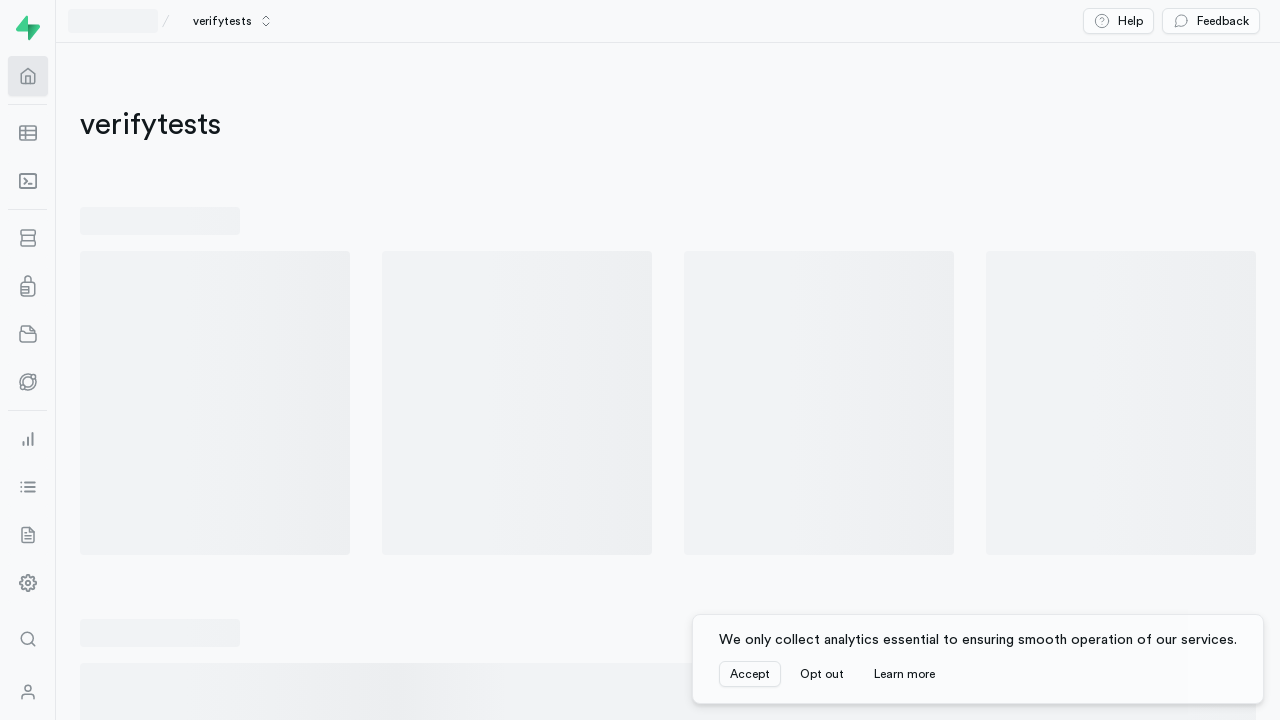 / verifytests Help Feedback
verifytests
We only collect analytics essential to ensuring smooth operation of our services.
Accept Opt out Learn more